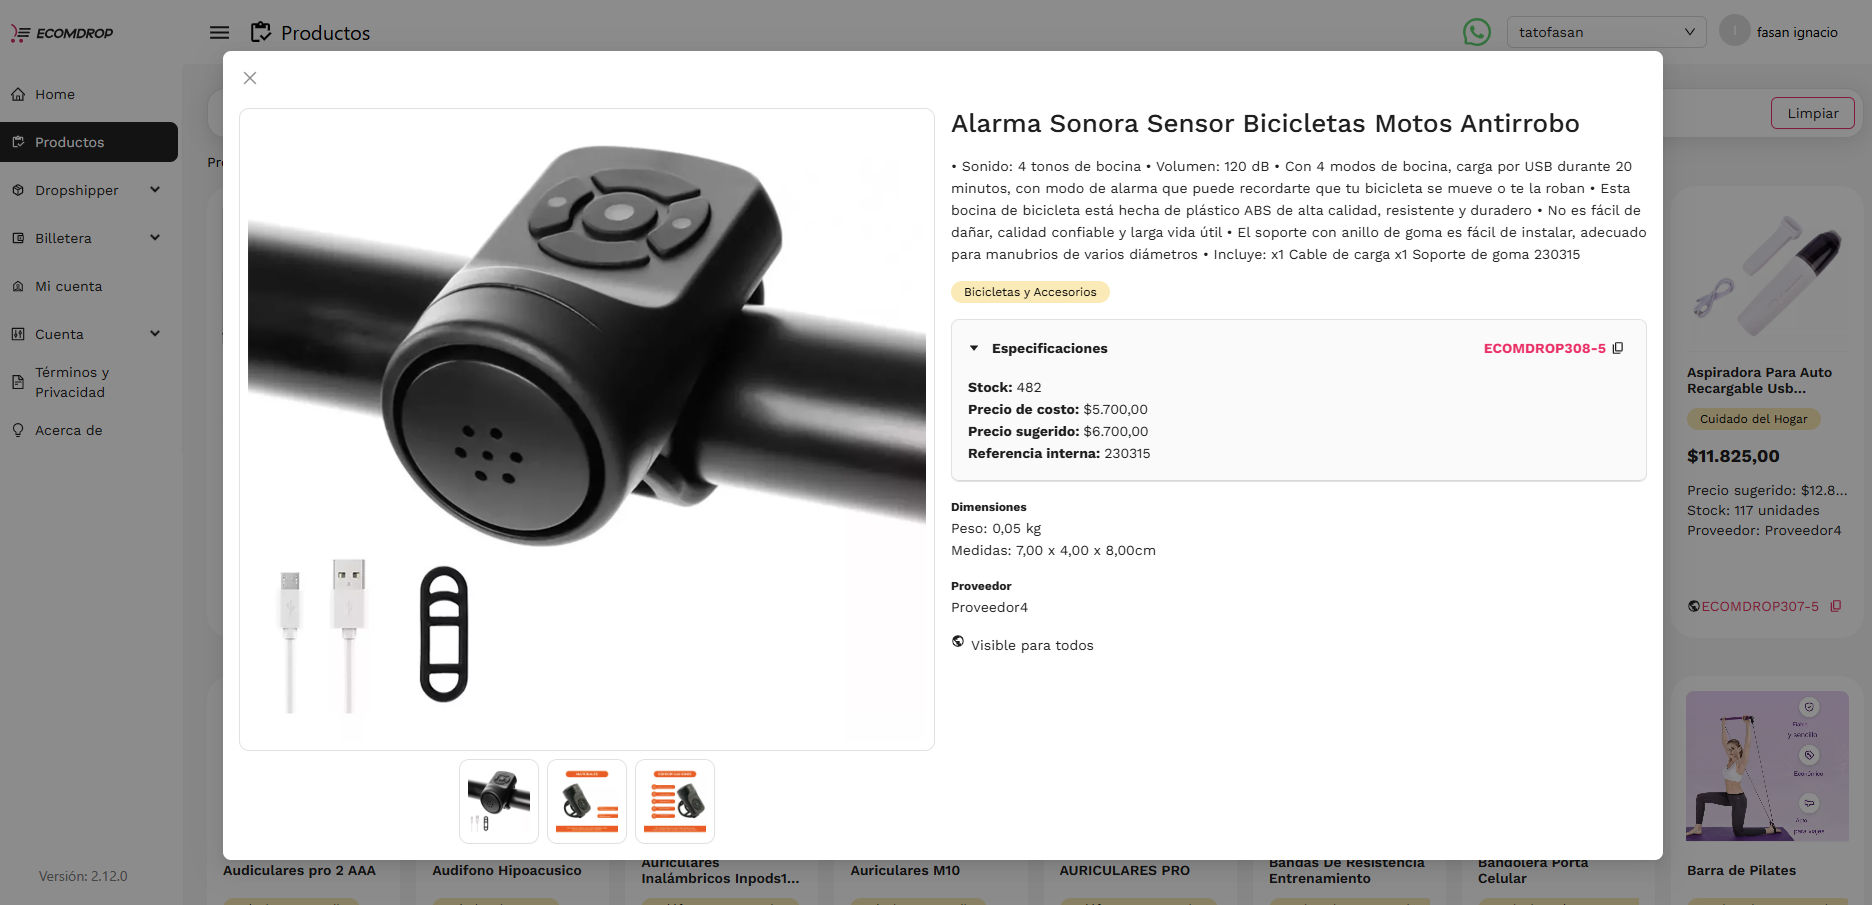 ECOMDROP
Productos
tatofasan
fasan ignacio
Home
Productos
Dropshipper
Billetera
Mi cuenta
Cuenta
Términos y
Privacidad
Acerca de
Versión: 2.12.0
Limpiar
Alarma Sonora Sensor Bicicletas Motos Antirrobo
• Sonido: 4 tonos de bocina • Volumen: 120 dB • Con 4 modos de bocina, carga por USB durante 20
minutos, con modo de alarma que puede recordarte que tu bicicleta se mueve o te la roban • Esta
bocina de bicicleta está hecha de plástico ABS de alta calidad, resistente y duradero • No es fácil de
dañar, calidad confiable y larga vida útil • El soporte con anillo de goma es fácil de instalar, adecuado
para manubrios de varios diámetros • Incluye: x1 Cable de carga x1 Soporte de goma 230315
Bicicletas y Accesorios
Especificaciones
ECOMDROP308-5
Stock: 482
Precio de costo: $5.700,00
Precio sugerido: $6.700,00
Referencia interna: 230315
Dimensiones
Peso: 0,05 kg
Medidas: 7,00 x 4,00 x 8,00cm
Proveedor
Proveedor4
Visible para todos
Aspiradora Para Auto
Recargable Usb...
Cuidado del Hogar
$11.825,00
Precio sugerido: $12.8...
Stock: 117 unidades
Proveedor: Proveedor4
ECOMDROP307-5
y sencillo
Económico
para viajes
Audiculares pro 2 AAA
Audifono Hipoacusico
Auriculares
Inalámbricos Inpods1...
Auriculares M10
AURICULARES PRO
Bandas De Resistencia
Entrenamiento
Bandolera Porta
Celular
Barra de Pilates